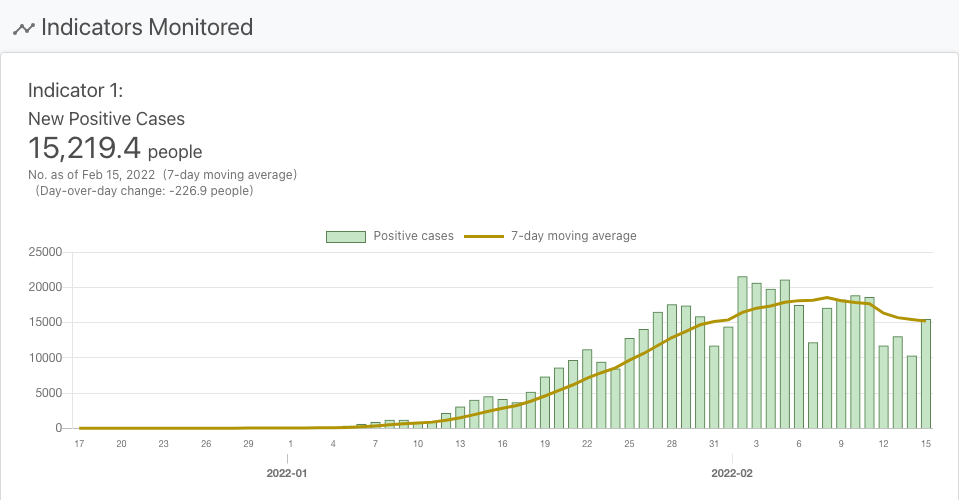 Indicators Monitored
Indicator 1:
New Positive Cases
15,219.4 people
No. as of Feb 15, 2022 (7-day moving average)
(Day-over-day change: -226.9 people)
Positive cases 7-day moving average
25000
20000
15000
10000
5000
0
17 20 23 26 29 1 4 7 10 13 16 19 22 25 28 31 3 6 9 12 15
2022-01 2022-02